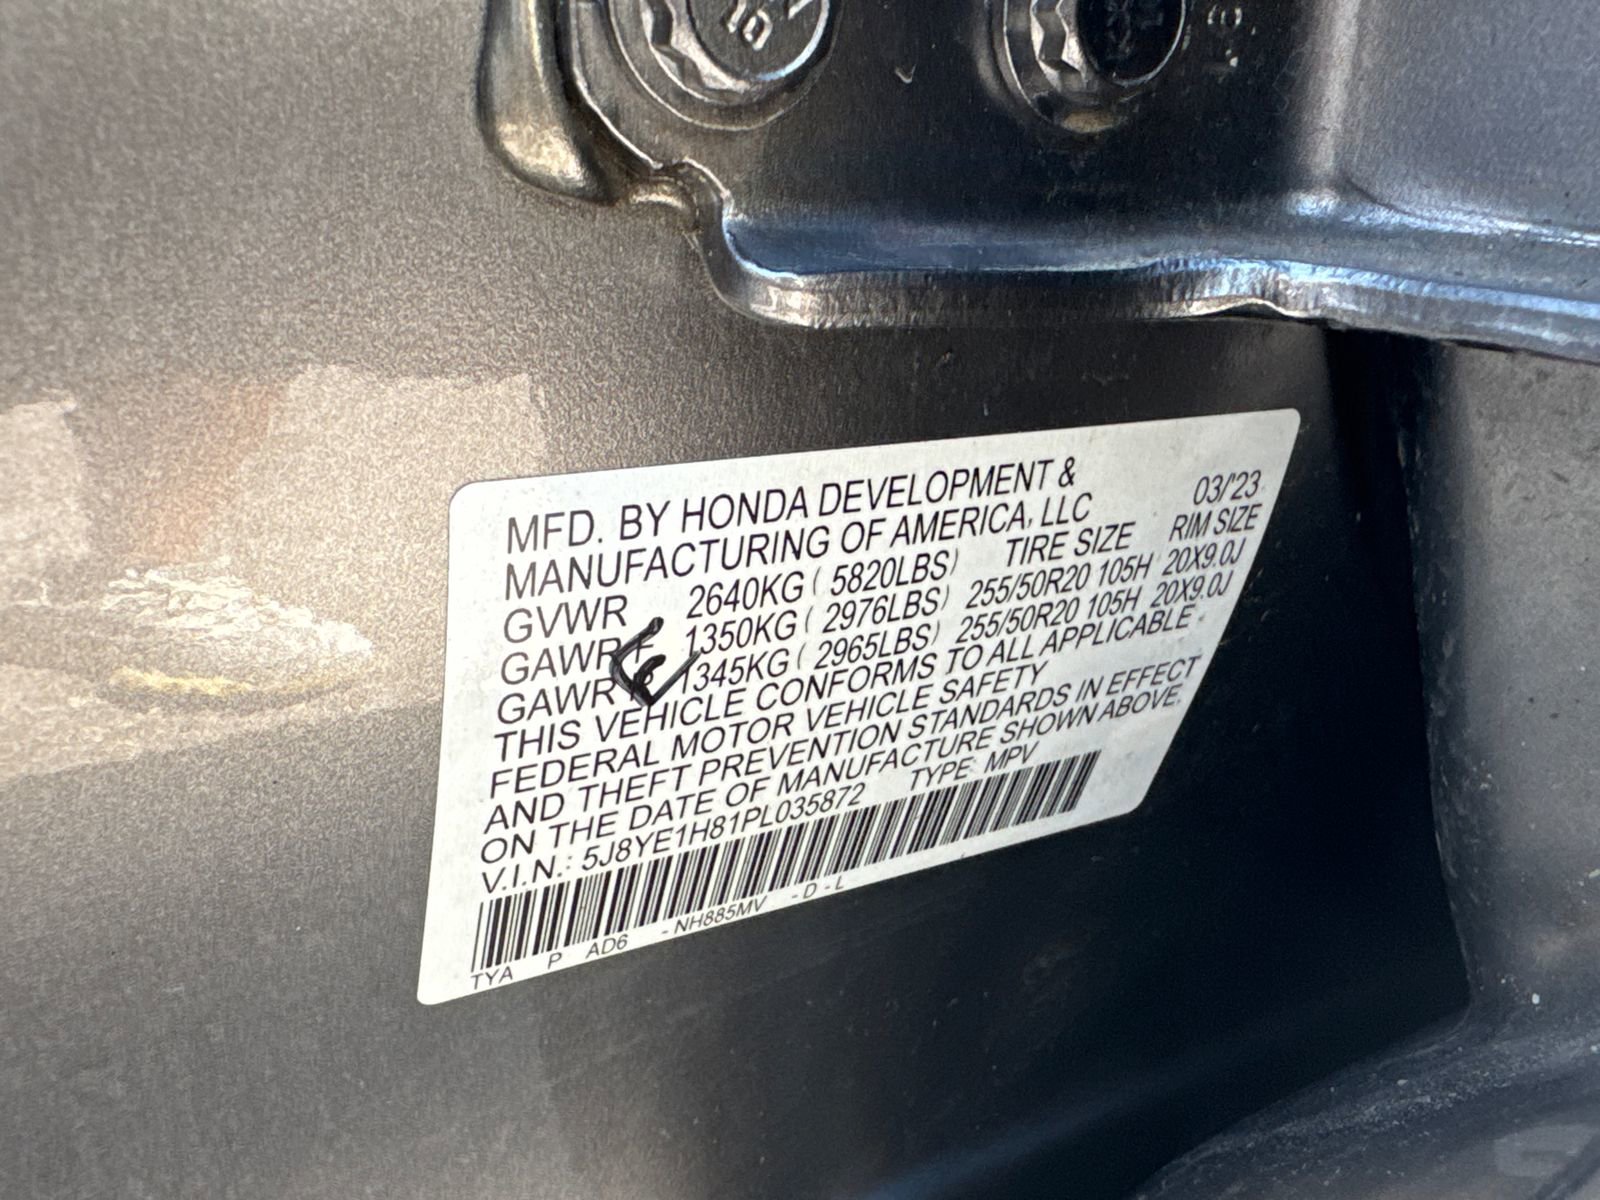 MFD. BY HONDA DEVELOPMENT &
MANUFACTURING OF AMERICA, LLC 03/'23
GVWR 2640KG ( 5820LBS) TIRE SIZE RIM SIZE
GAWR F 1350KG ( 2976LBS) 255/50R20 105H 20X9.0J
GAWR R 1345KG ( 2965LBS) 255/50R20 105H 20X9.0J
THIS VEHICLE CONFORMS TO ALL APPLICABLE
FEDERAL MOTOR VEHICLE SAFETY
AND THEFT PREVENTION STANDARDS IN EFFECT
ON THE DATE OF MANUFACTURE SHOWN ABOVE.
V.I.N.: 5J8YE1H81PL035872 TYPE: MPV
TYA P AD6 - NH885MV - D - L